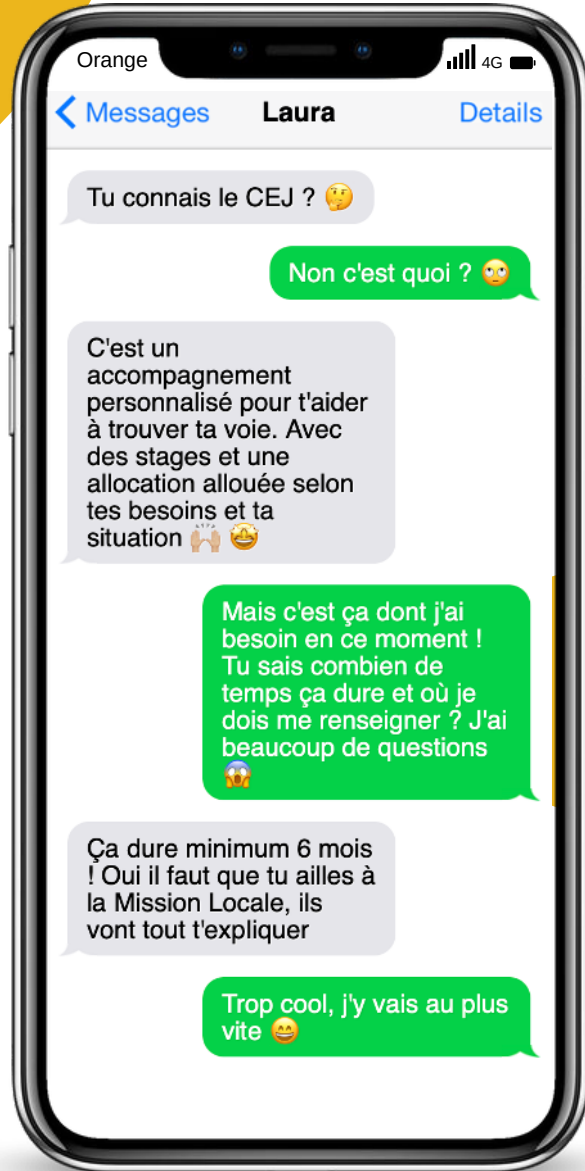 Orange 4G
Messages Laura Details
Tu connais le CEJ ? 🤔
Non c'est quoi ? 🙄
C'est un
accompagnement
personnalisé pour t'aider
à trouver ta voie. Avec
des stages et une
allocation allouée selon
tes besoins et ta
situation 🙌🏼 🤩
Mais c'est ça dont j'ai
besoin en ce moment !
Tu sais combien de
temps ça dure et où je
dois me renseigner ? J'ai
beaucoup de questions
😱
Ça dure minimum 6 mois
! Oui il faut que tu ailles à
la Mission Locale, ils
vont tout t'expliquer
Trop cool, j'y vais au plus
vite 😄